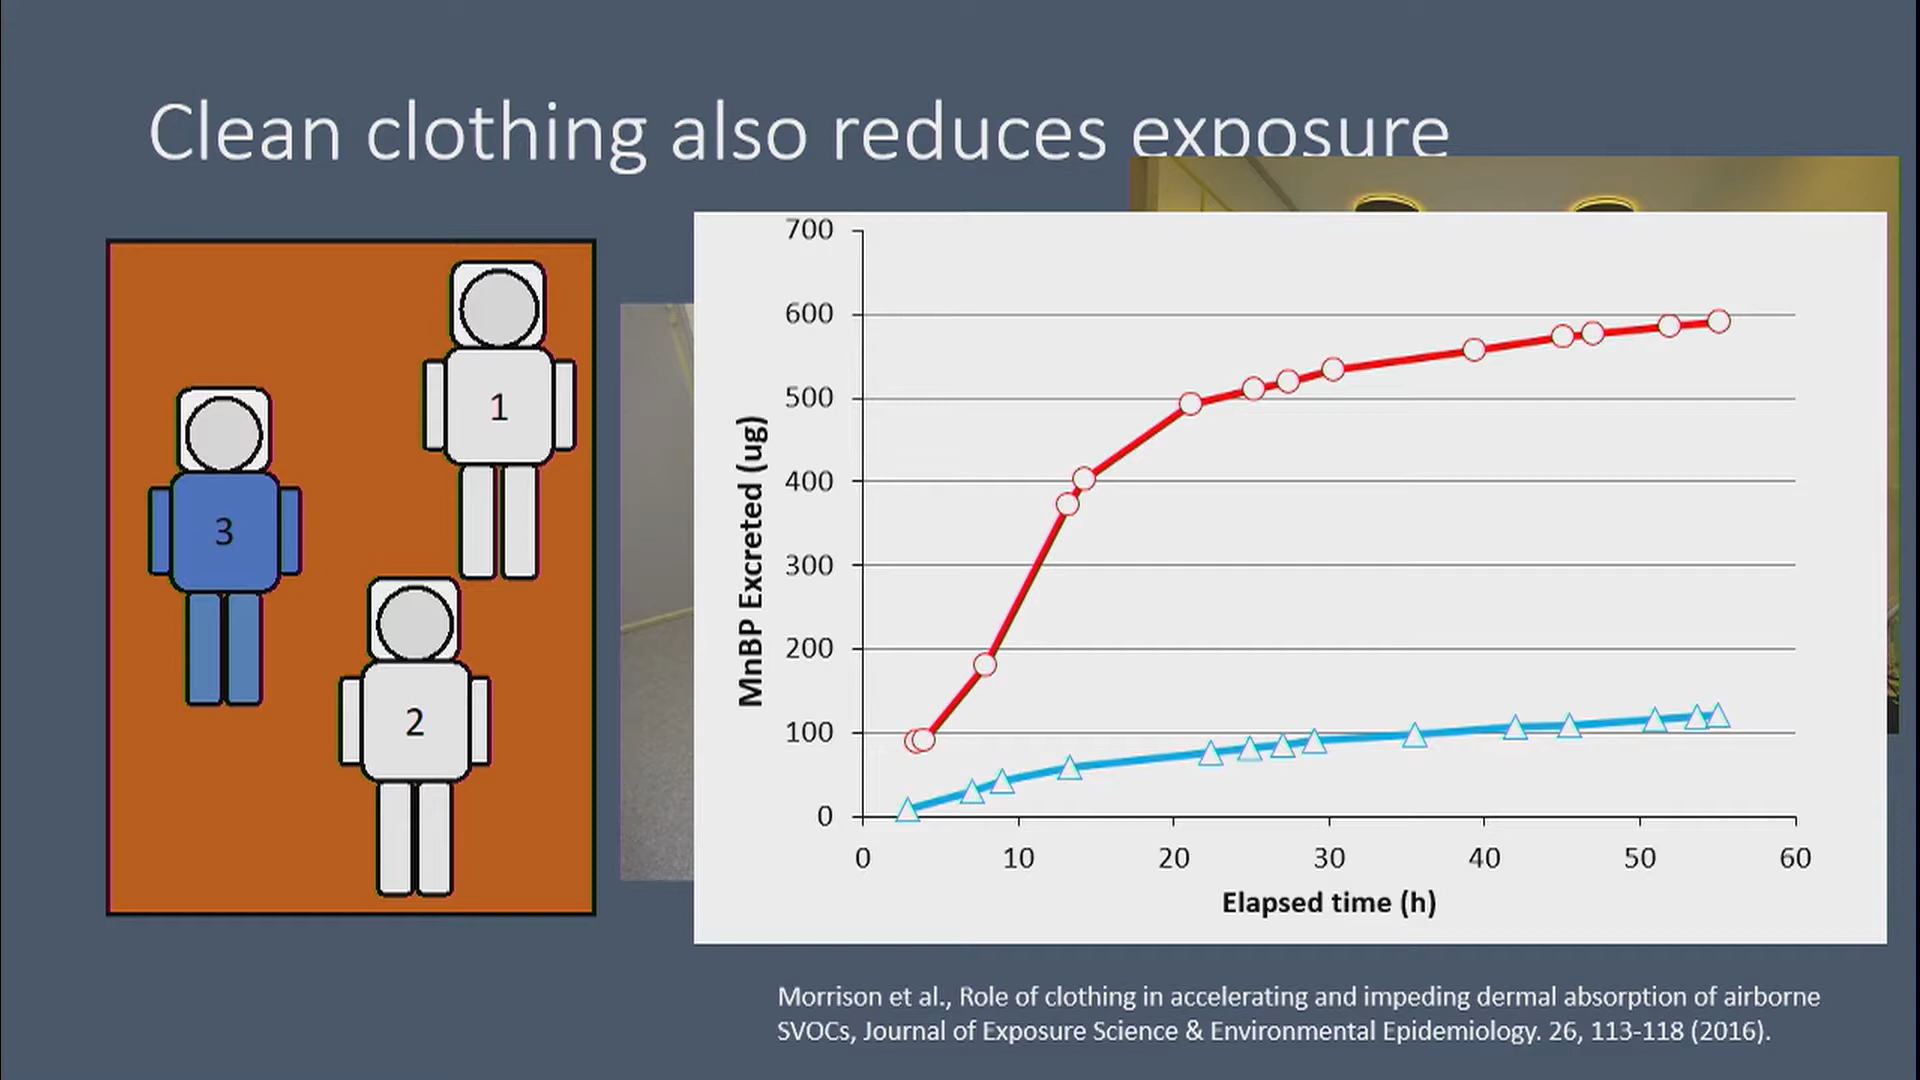 Clean clothing also reduces exposure
1
3
2
MnBP Excreted (ug)
700
600
500
400
300
200
100
0
0 10 20 30 40 50 60
Elapsed time (h)
Morrison et al., Role of clothing in accelerating and impeding dermal absorption of airborne
SVOCs, Journal of Exposure Science & Environmental Epidemiology. 26, 113-118 (2016).